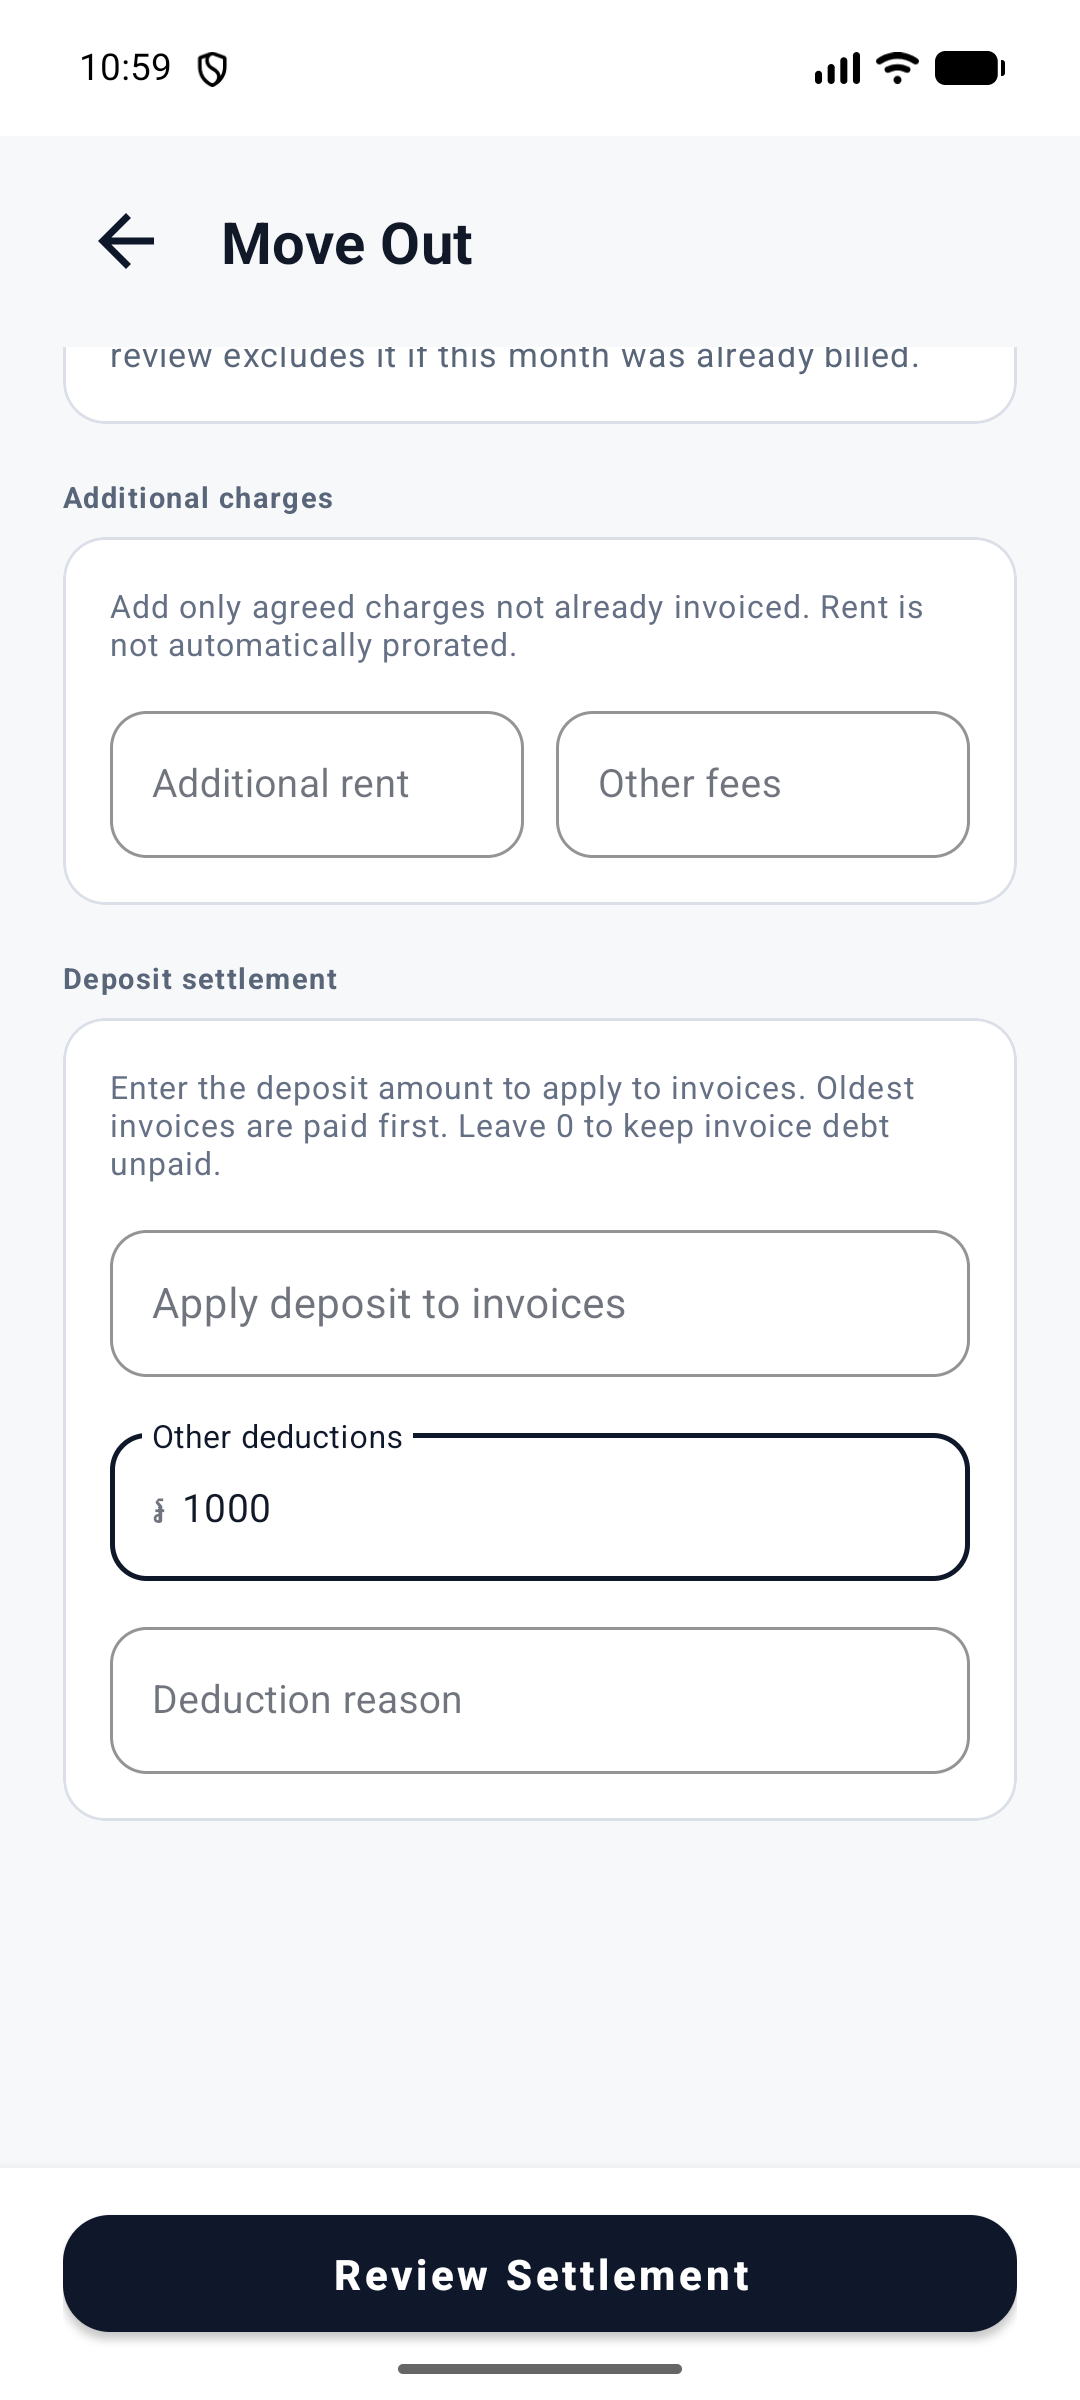 10:59
Move Out
review excludes it if this month was already billed.
Additional charges
Add only agreed charges not already invoiced. Rent is
not automatically prorated.
Additional rent
Other fees
Deposit settlement
Enter the deposit amount to apply to invoices. Oldest
invoices are paid first. Leave 0 to keep invoice debt
unpaid.
Apply deposit to invoices
Other deductions
៛ 1000
Deduction reason
Review Settlement